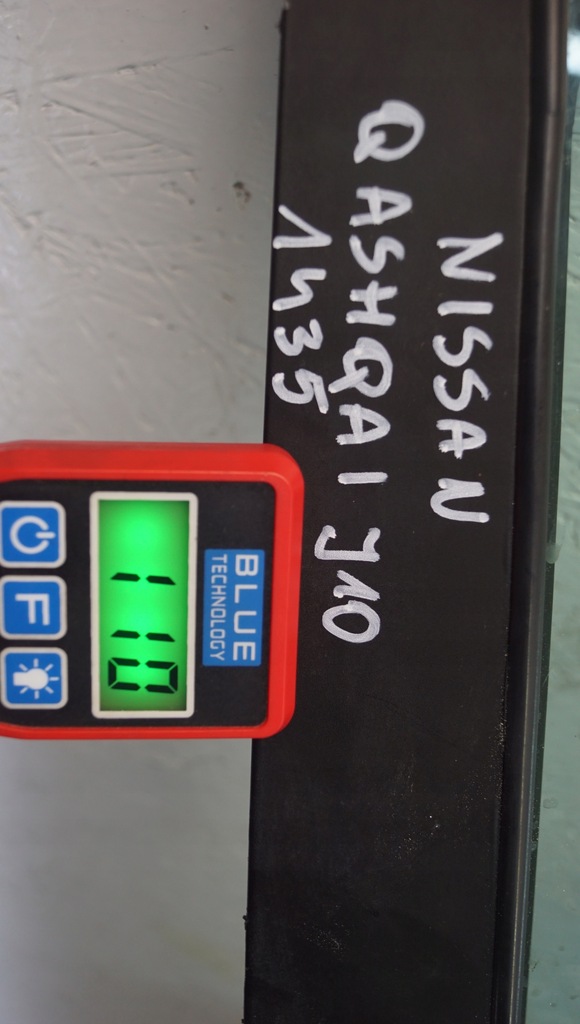 NISSAN
QASHQAI J10
1435
BLUE
TECHNOLOGY
110
F